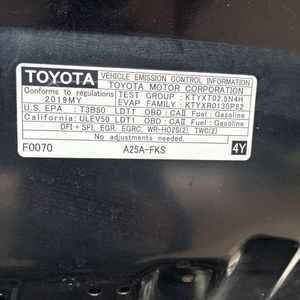 TOYOTA VEHICLE EMISSION CONTROL INFORMATION
TOYOTA MOTOR CORPORATION
Conforms to regulations TEST GROUP : KTYXT02.5N4H
2019MY EVAP FAMILY : KTYXR0130P82
U.S. EPA : T3B50 LDT1 OBD : CAII Fuel : Gasoline
California: ULEV50 LDT1 OBD : CAII Fuel : Gasoline
DFI + SFI, EGR, EGRC, WR-HO2S(2), TWC(2)
No adjustments needed.
F0070 A25A-FKS 4Y